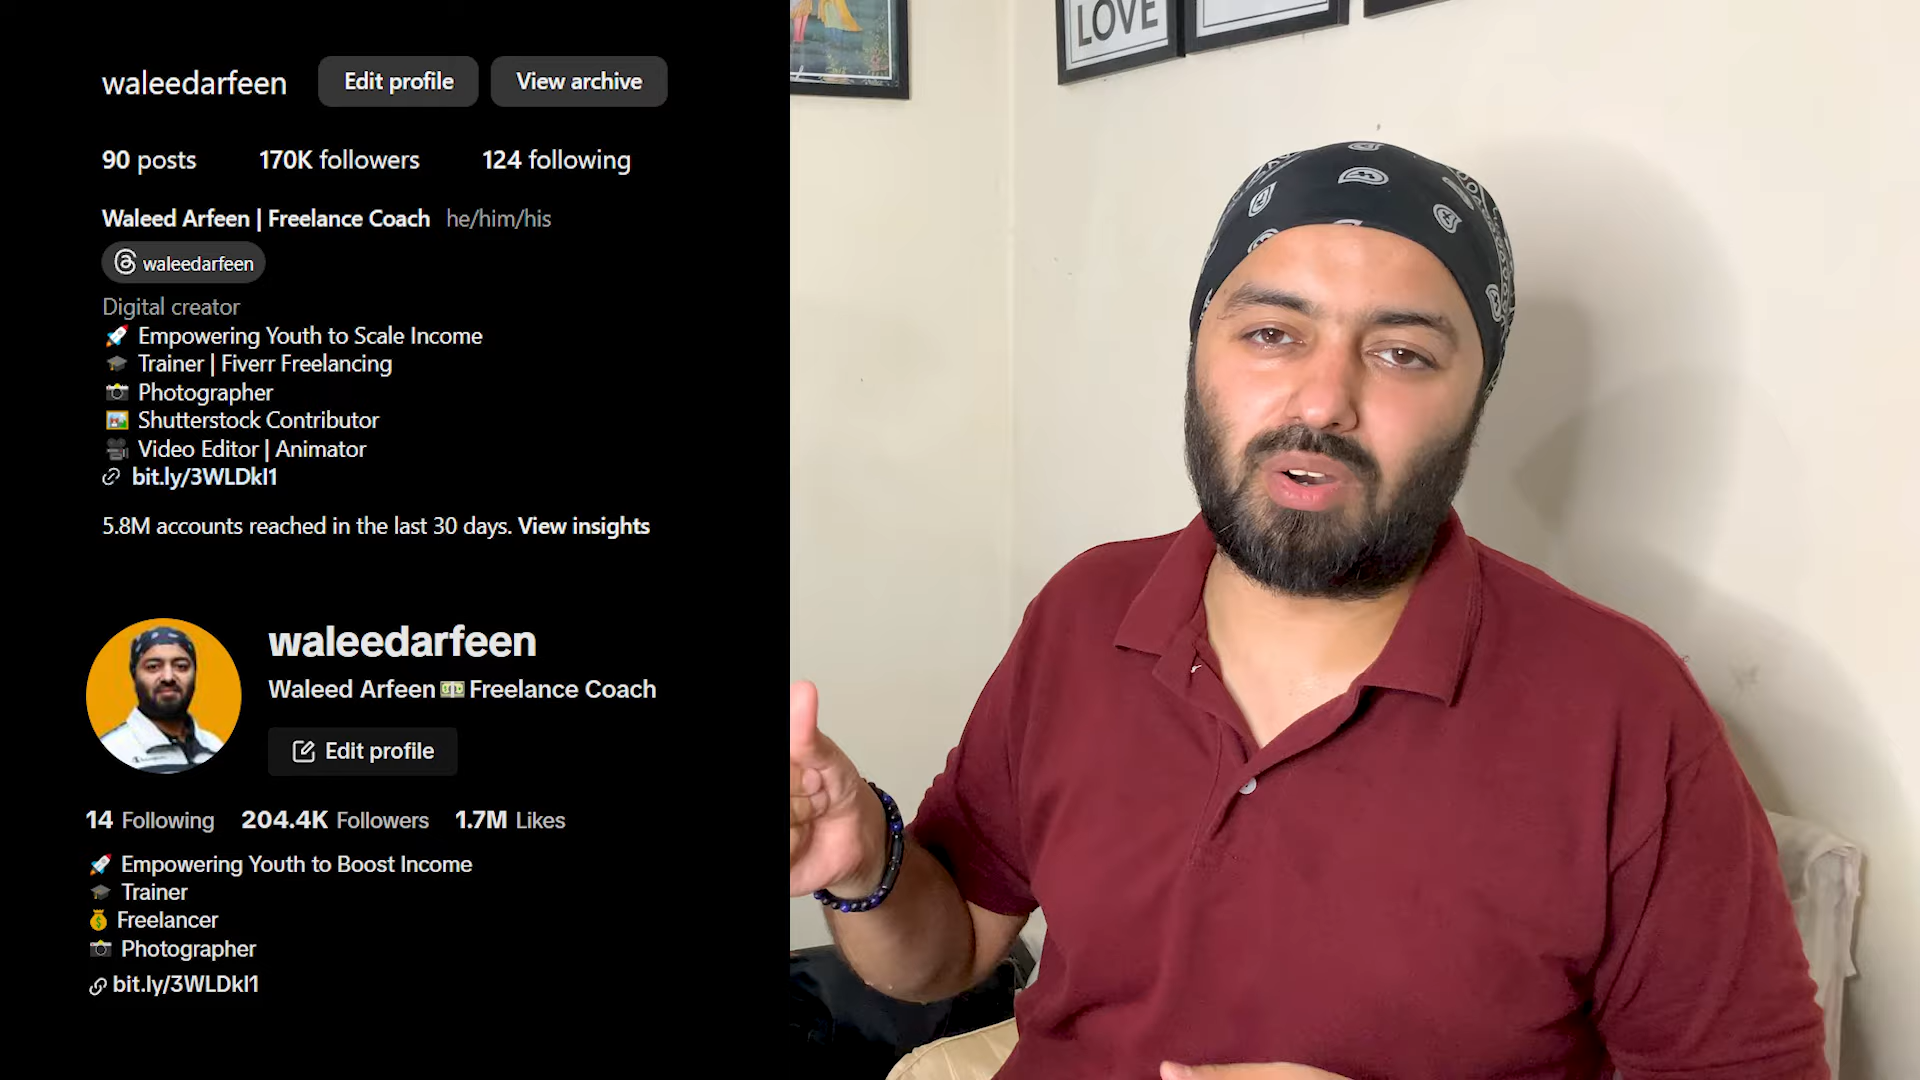 waleedarfeen Edit profile View archive
90 posts 170K followers 124 following
Waleed Arfeen | Freelance Coach he/him/his
waleedarfeen
Digital creator
🚀 Empowering Youth to Scale Income
🎓 Trainer | Fiverr Freelancing
📷 Photographer
🖼️ Shutterstock Contributor
🎥 Video Editor | Animator
bit.ly/3WLDkl1
5.8M accounts reached in the last 30 days. View insights
waleedarfeen
Waleed Arfeen 💵 Freelance Coach
Edit profile
14 Following 204.4K Followers 1.7M Likes
🚀 Empowering Youth to Boost Income
🎓 Trainer
💰 Freelancer
📷 Photographer
bit.ly/3WLDkl1
LOVE